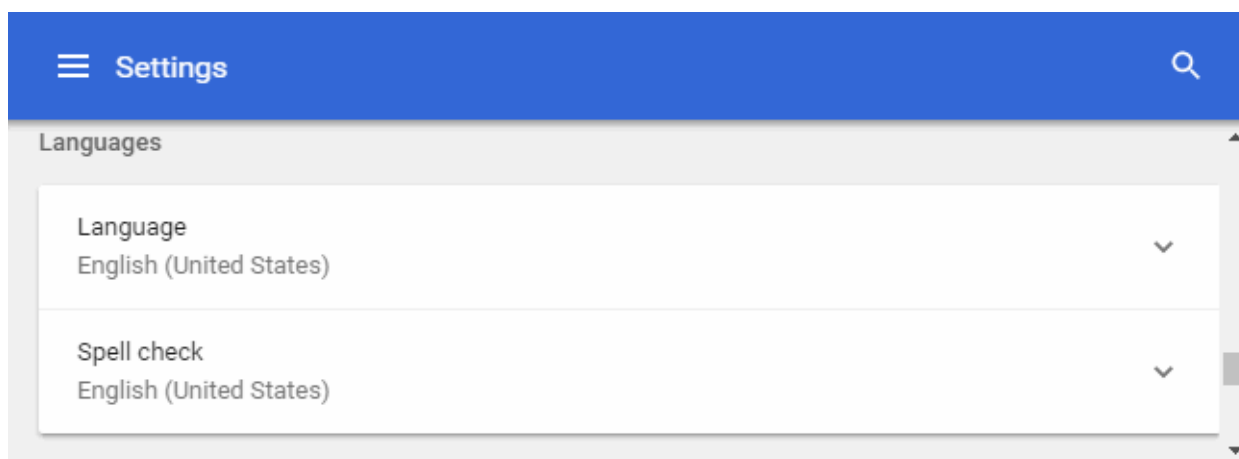 Settings
Languages
Language
English (United States)
Spell check
English (United States)